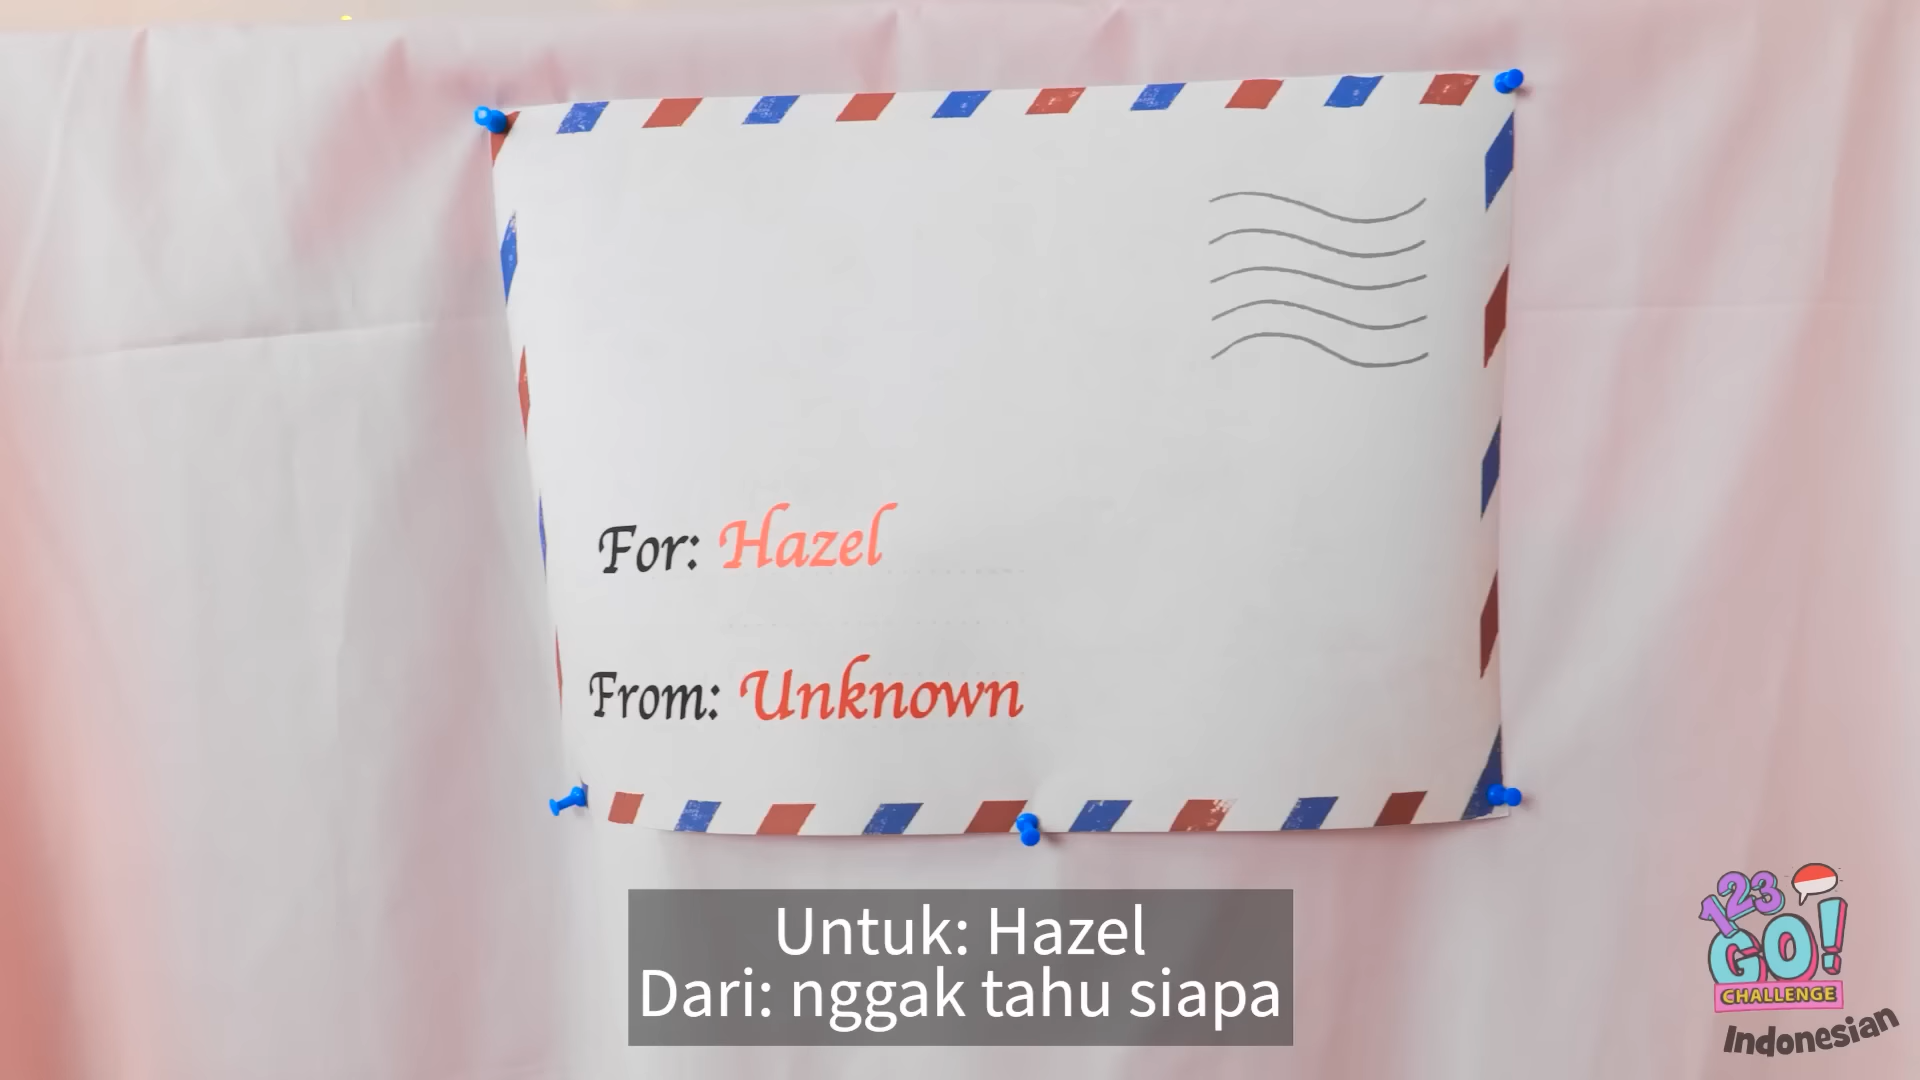 For: Hazel
From: Unknown
Untuk: Hazel
Dari: nggak tahu siapa
123
GO!
CHALLENGE
Indonesian